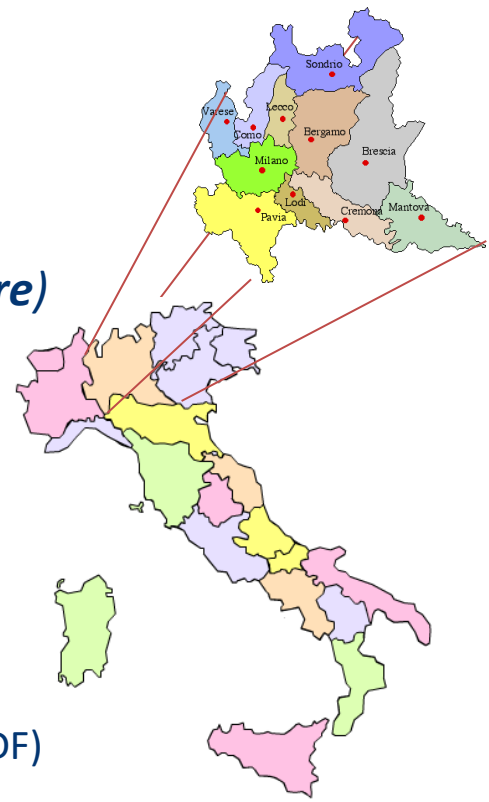 Sondrio
Varese
Lecco
Como
Bergamo
Brescia
Milano
Lodi
Pavia
Cremona
Mantova
re)
DF)